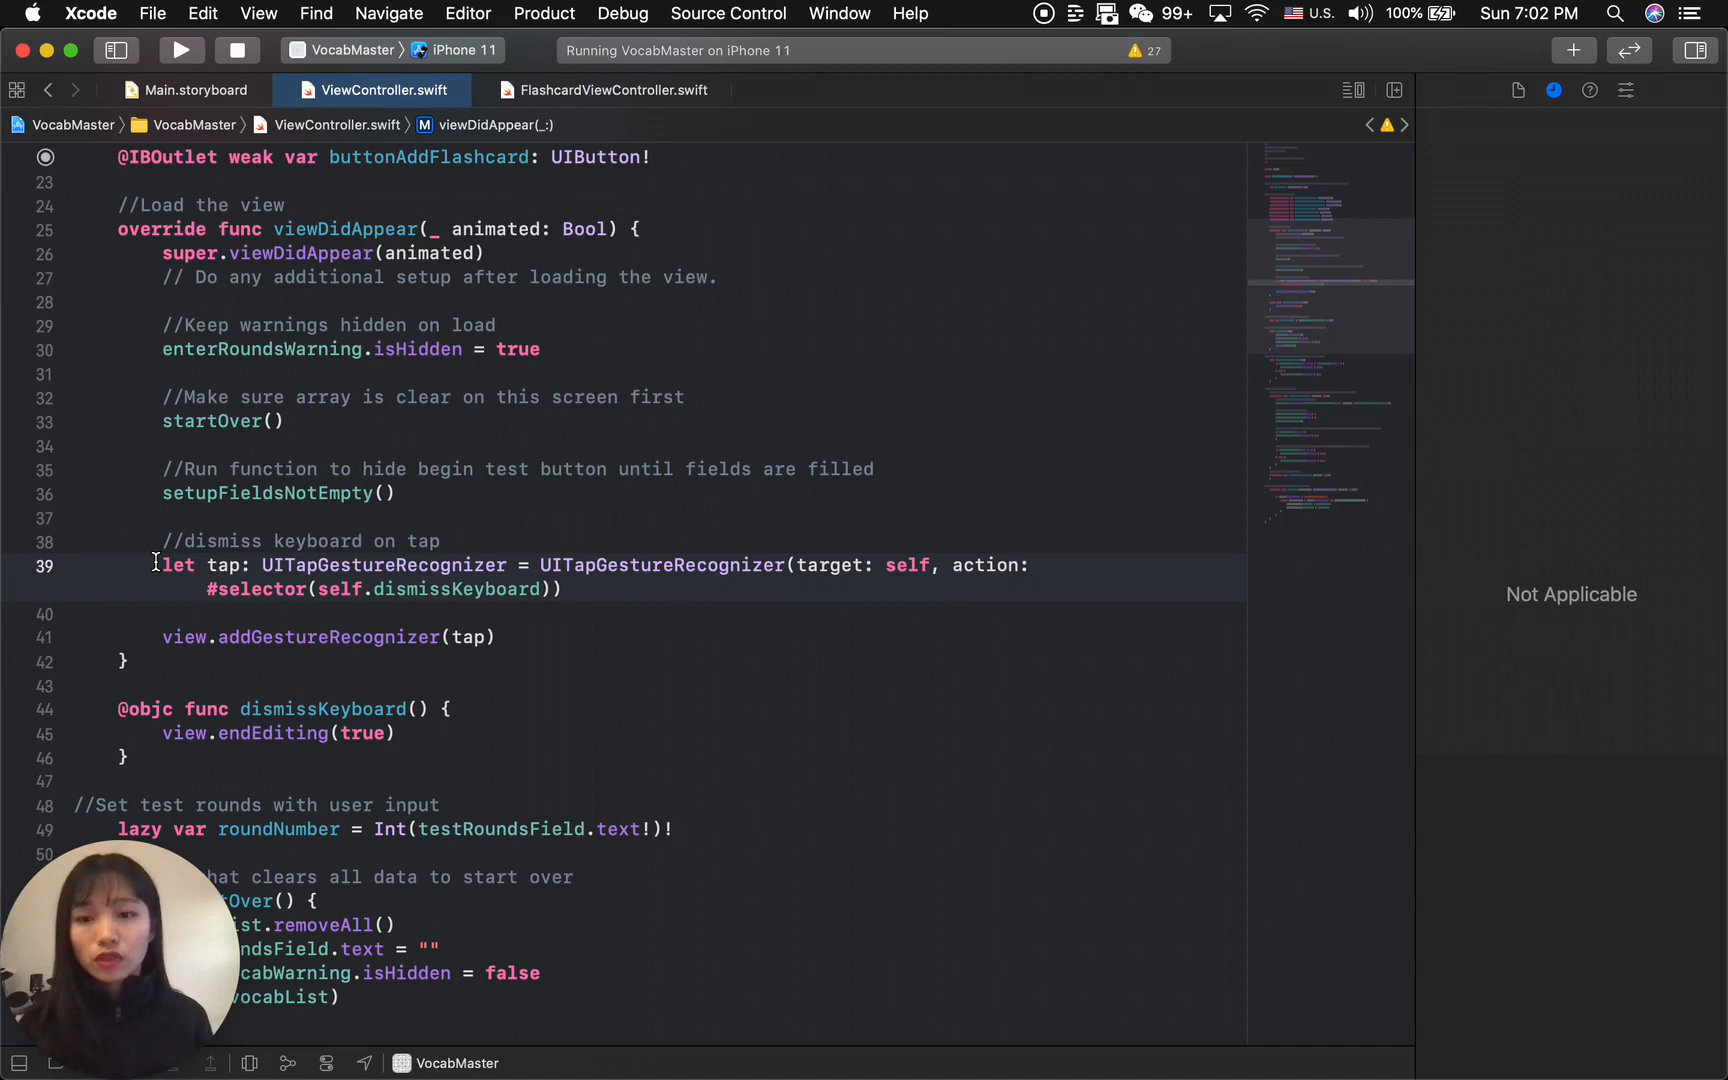 Xcode File Edit View Find Navigate Editor Product Debug Source Control Window Help 99+ U.S. 100% Sun 7:02 PM
VocabMaster iPhone 11 Running VocabMaster on iPhone 11 27
Main.storyboard ViewController.swift FlashcardViewController.swift
VocabMaster VocabMaster ViewController.swift M viewDidAppear(_:)
@IBOutlet weak var buttonAddFlashcard: UIButton!
23
24 //Load the view
25 override func viewDidAppear(_ animated: Bool) {
26 super.viewDidAppear(animated)
27 // Do any additional setup after loading the view.
28
29 //Keep warnings hidden on load
30 enterRoundsWarning.isHidden = true
31
32 //Make sure array is clear on this screen first
33 startOver()
34
35 //Run function to hide begin test button until fields are filled
36 setupFieldsNotEmpty()
37
38 //dismiss keyboard on tap
39 let tap: UITapGestureRecognizer = UITapGestureRecognizer(target: self, action:
#selector(self.dismissKeyboard))
40
41 view.addGestureRecognizer(tap)
42 }
43
44 @objc func dismissKeyboard() {
45 view.endEditing(true)
46 }
47
48 //Set test rounds with user input
49 lazy var roundNumber = Int(testRoundsField.text!)!
50
hat clears all data to start over
tOver() {
ist.removeAll()
ndsField.text = ""
cabWarning.isHidden = false
vocabList)
Not Applicable
VocabMaster